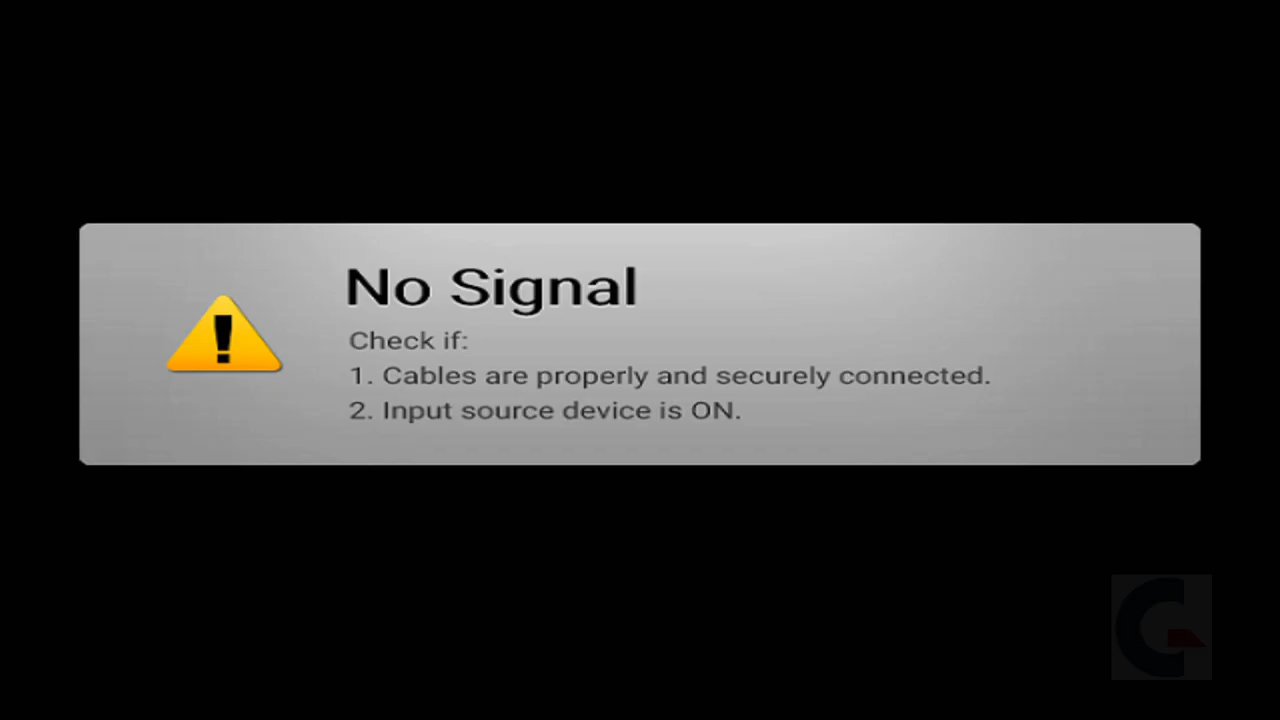 No Signal
Check if:
1. Cables are properly and securely connected.
2. Input source device is ON.